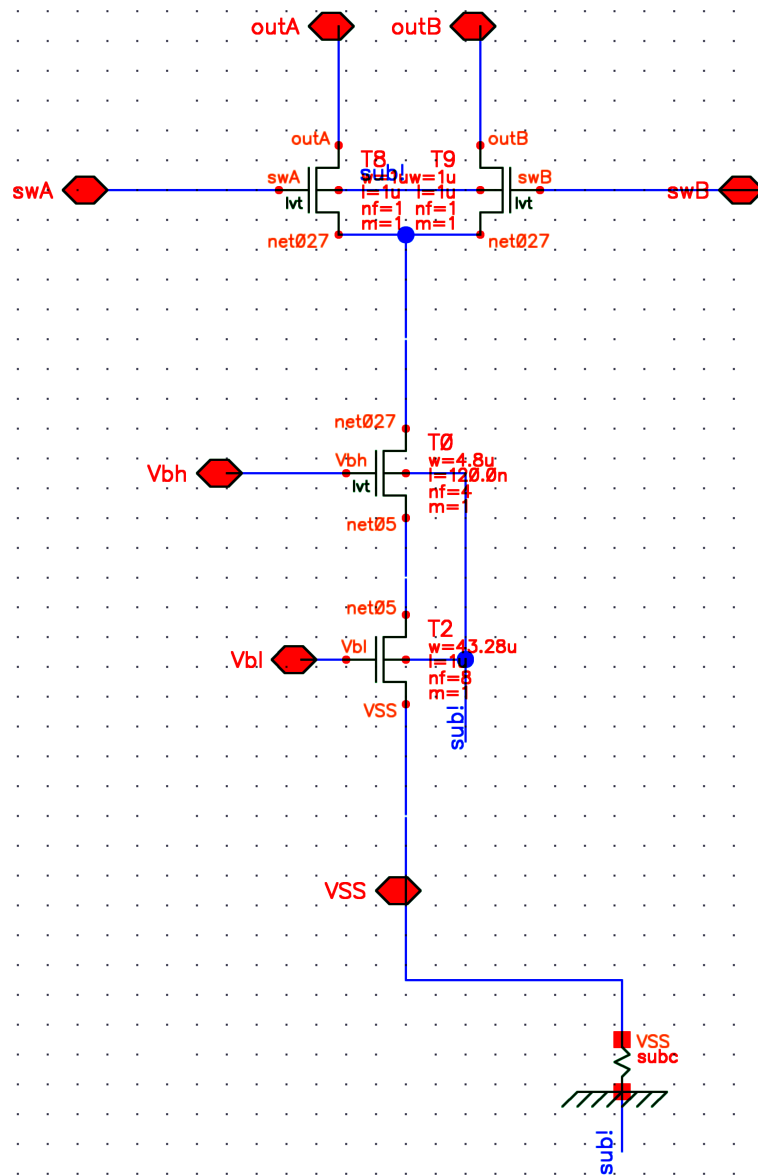 outA outB
outA outB
T8 T9
sub!
swA swA w=1u w=1u swB swB
l=1u l=1u
lvt nf=1 nf=1 lvt
m=1 m=1
net027 net027
net027
T0
Vbh Vbh w=4.8u
lvt l=120.0n
nf=4
m=1
net05
net05
T2
Vbl Vbl w=43.28u
nf=8
m=1
VSS
sub!
VSS
VSS
subc
sub!